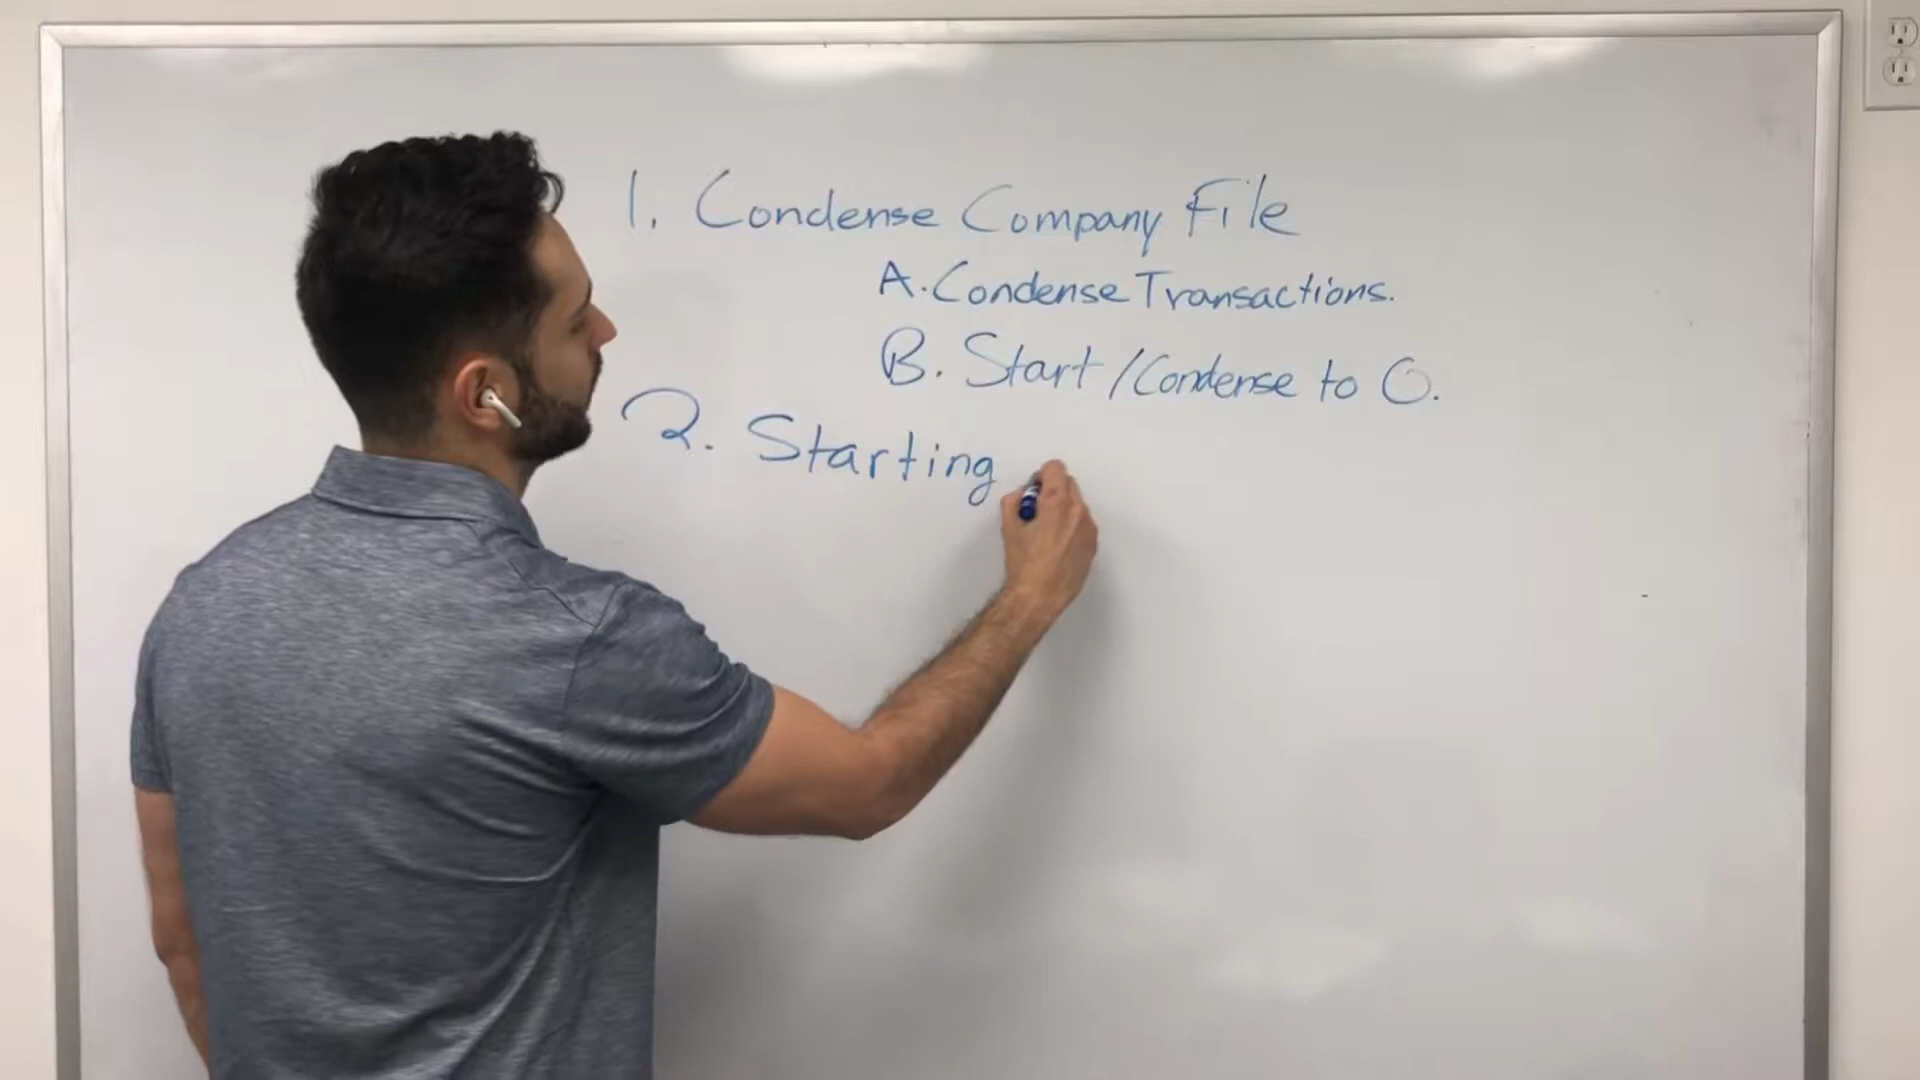 1. Condense Company File
A. Condense Transactions.
B. Start/Condense to 0.
2. Starting